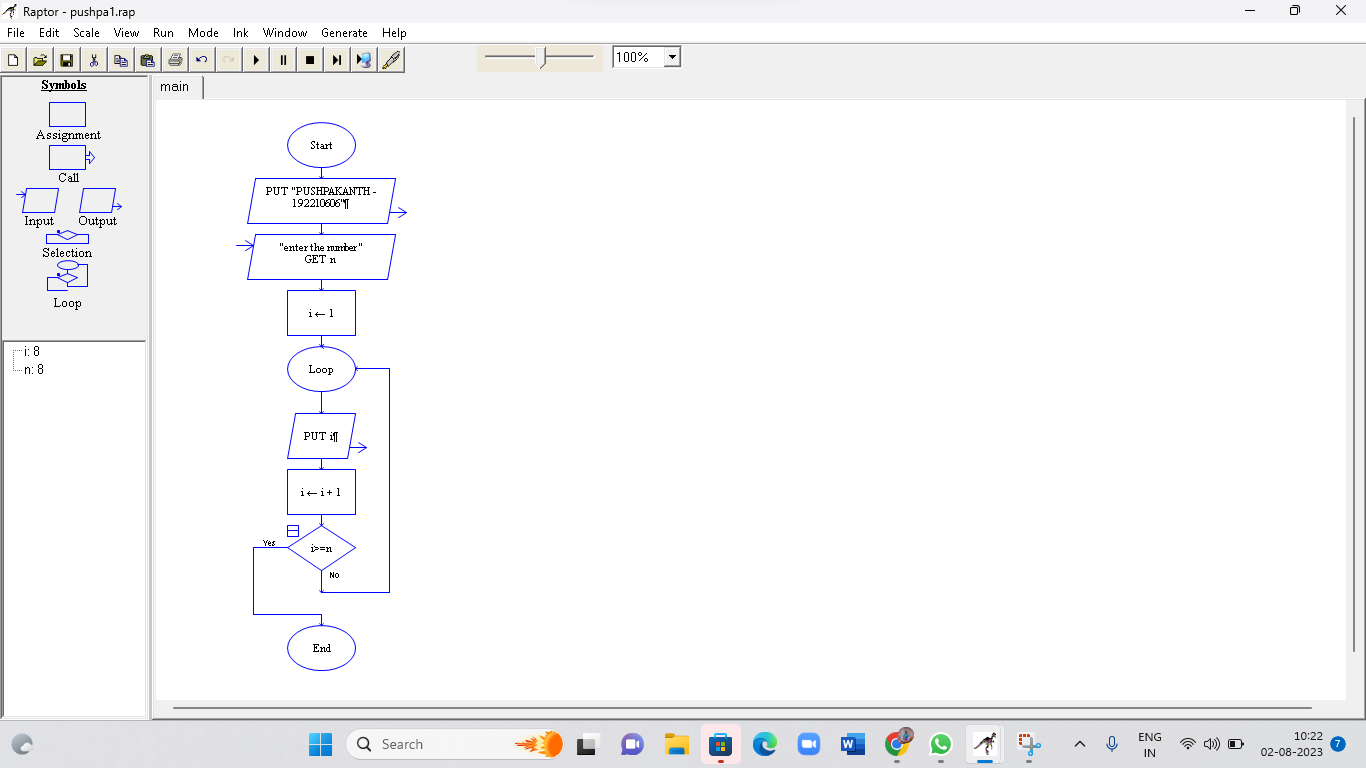 Raptor - pushpa1.rap
File Edit Scale View Run Mode Ink Window Generate Help
100%
Symbols
Assignment
Call
Input Output
Selection
Loop
i: 8
n: 8
main
Start
PUT "PUSHPAKANTH -
192210606"¶
"enter the number"
GET n
i ← 1
Loop
PUT i¶
i ← i + 1
i>=n
Yes
No
End
Search
ENG
IN
10:22
02-08-2023
7